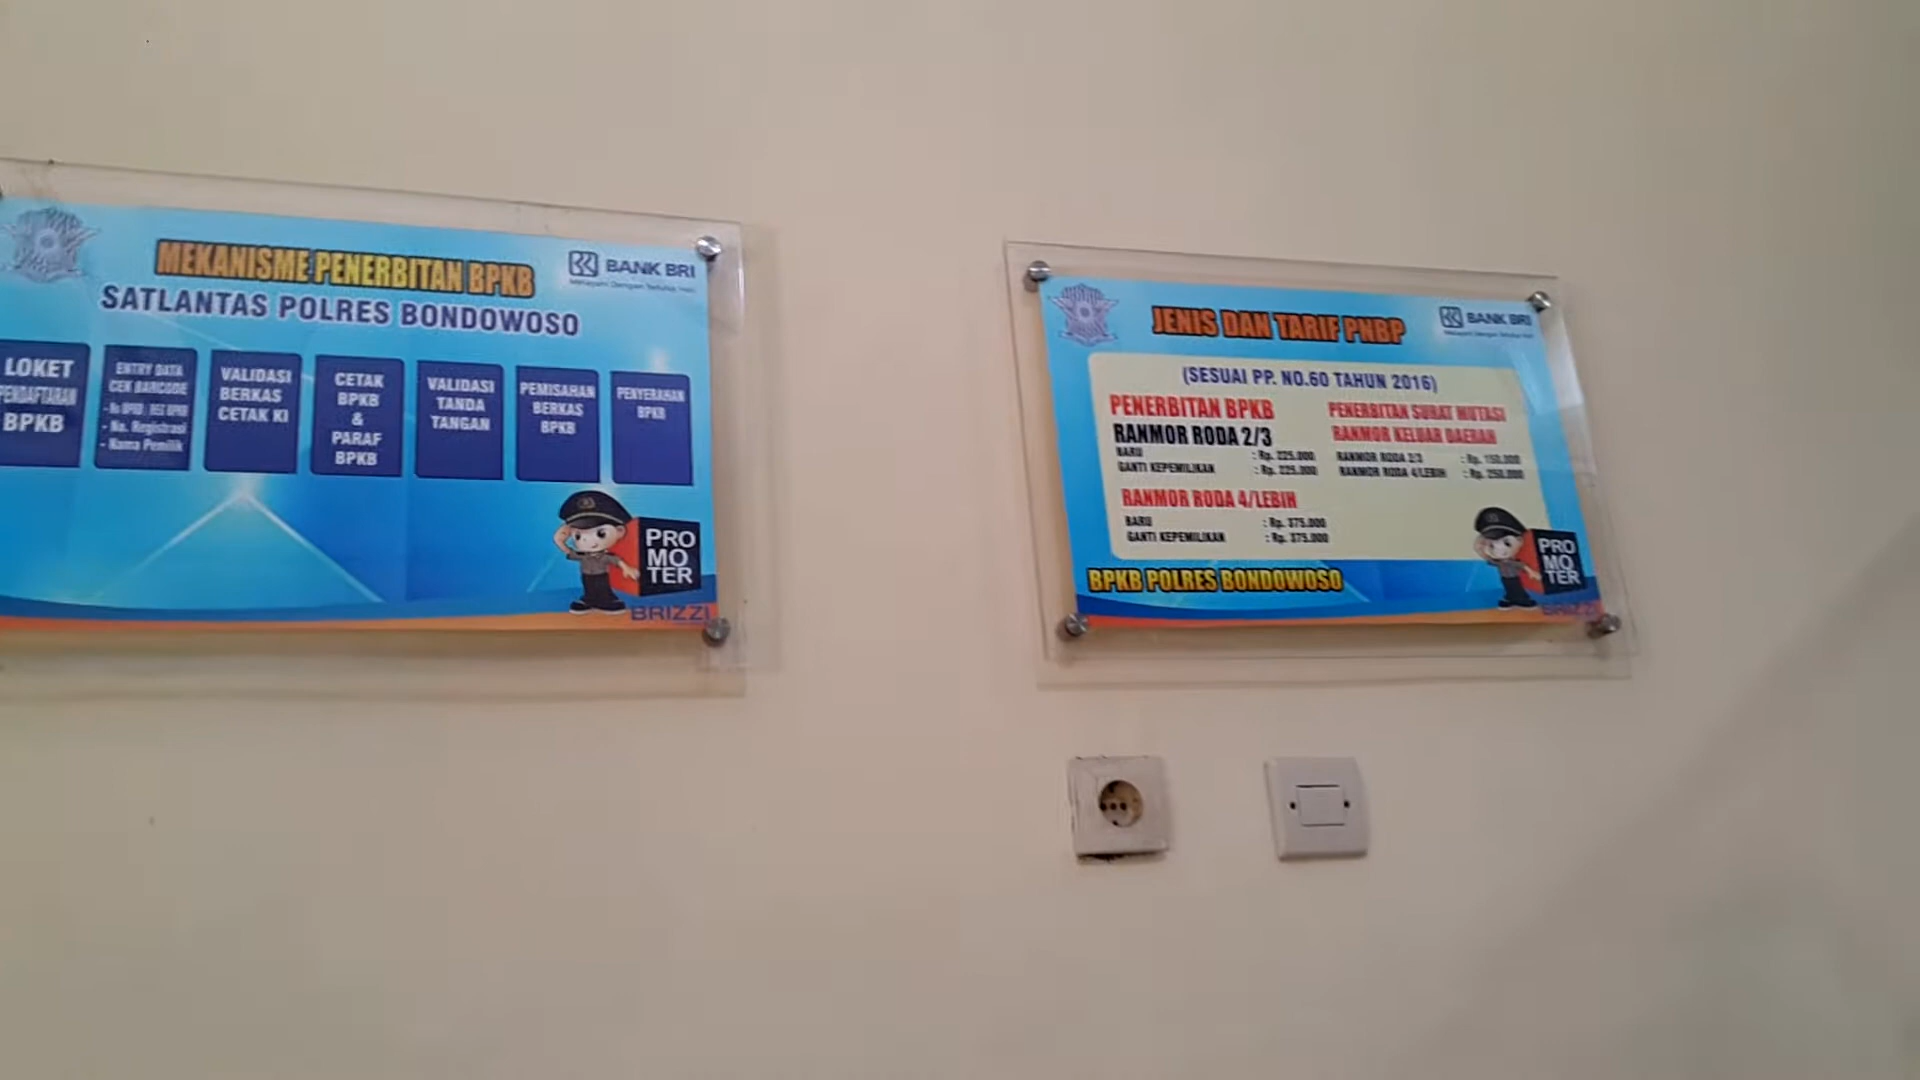 MEKANISME PENERBITAN BPKB
BANK BRI
SATLANTAS POLRES BONDOWOSO
LOKET
PENDAFTARAN
BPKB
ENTRY DATA
CEK BARCODE
- No. Registrasi
- Nama Pemilik
VALIDASI
BERKAS
CETAK KI
CETAK
BPKB
&
PARAF
BPKB
VALIDASI
TANDA
TANGAN
PEMISAHAN
BERKAS
BPKB
PENYERAHAN
BPKB
PRO
MO
TER
BRIZZI
JENIS DAN TARIF PNBP
BANK BRI
(SESUAI PP. NO.60 TAHUN 2016)
PENERBITAN BPKB
RANMOR RODA 2/3
BARU : Rp. 225.000
GANTI KEPEMILIKAN : Rp. 225.000
RANMOR RODA 4/LEBIH
BARU : Rp. 375.000
GANTI KEPEMILIKAN : Rp. 375.000
PENERBITAN SURAT MUTASI
RANMOR KELUAR DAERAH
RANMOR RODA 2/3 : Rp. 150.000
RANMOR RODA 4/LEBIH : Rp. 250.000
BPKB POLRES BONDOWOSO
PRO
MO
TER
BRIZZI